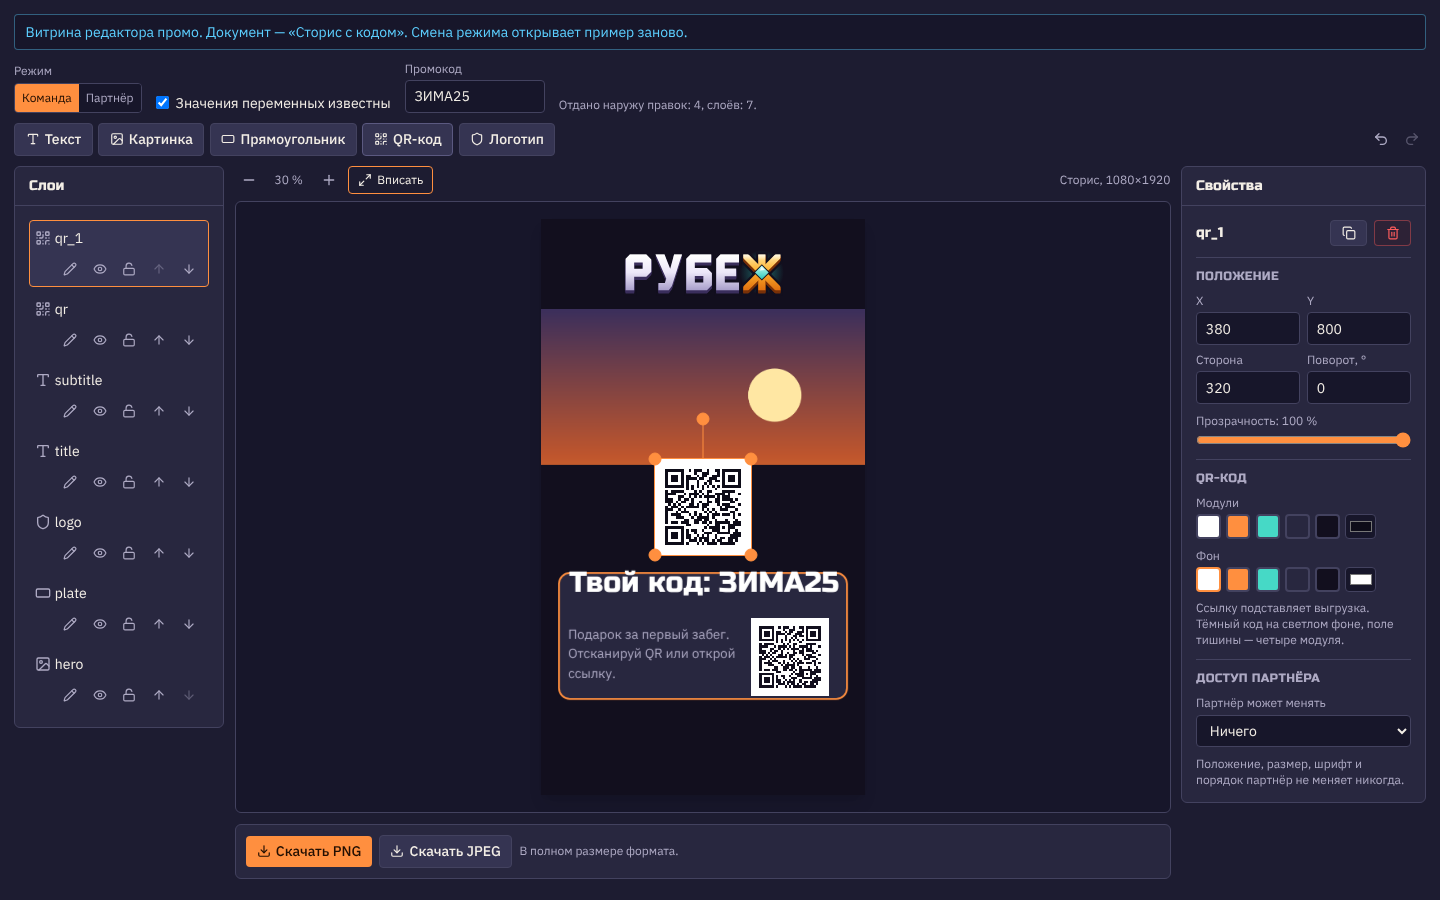 Витрина редактора промо. Документ — «Сторис с кодом». Смена режима открывает пример заново.
Режим
Промокод
Команда
Партнёр
Значения переменных известны
ЗИМА25
Отдано наружу правок: 4, слоёв: 7.
Текст
Картинка
Прямоугольник
QR-код
Логотип
Слои
qr_1
qr
subtitle
title
logo
plate
hero
30 %
Вписать
Сторис, 1080×1920
РУБЕЖ
Твой код: ЗИМА25
Подарок за первый забег.
Отсканируй QR или открой
ссылку.
Скачать PNG
Скачать JPEG
В полном размере формата.
Свойства
qr_1
ПОЛОЖЕНИЕ
X
Y
380
800
Сторона
Поворот, °
320
0
Прозрачность: 100 %
QR-КОД
Модули
Фон
Ссылку подставляет выгрузка.
Тёмный код на светлом фоне, поле
тишины — четыре модуля.
ДОСТУП ПАРТНЁРА
Партнёр может менять
Ничего
Положение, размер, шрифт и
порядок партнёр не меняет никогда.